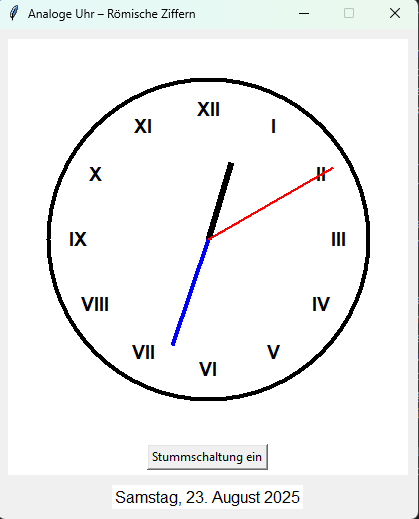 Analoge Uhr – Römische Ziffern
XII
XI
I
X
II
IX
III
VIII
IV
VII
V
VI
Stummschaltung ein
Samstag, 23. August 2025